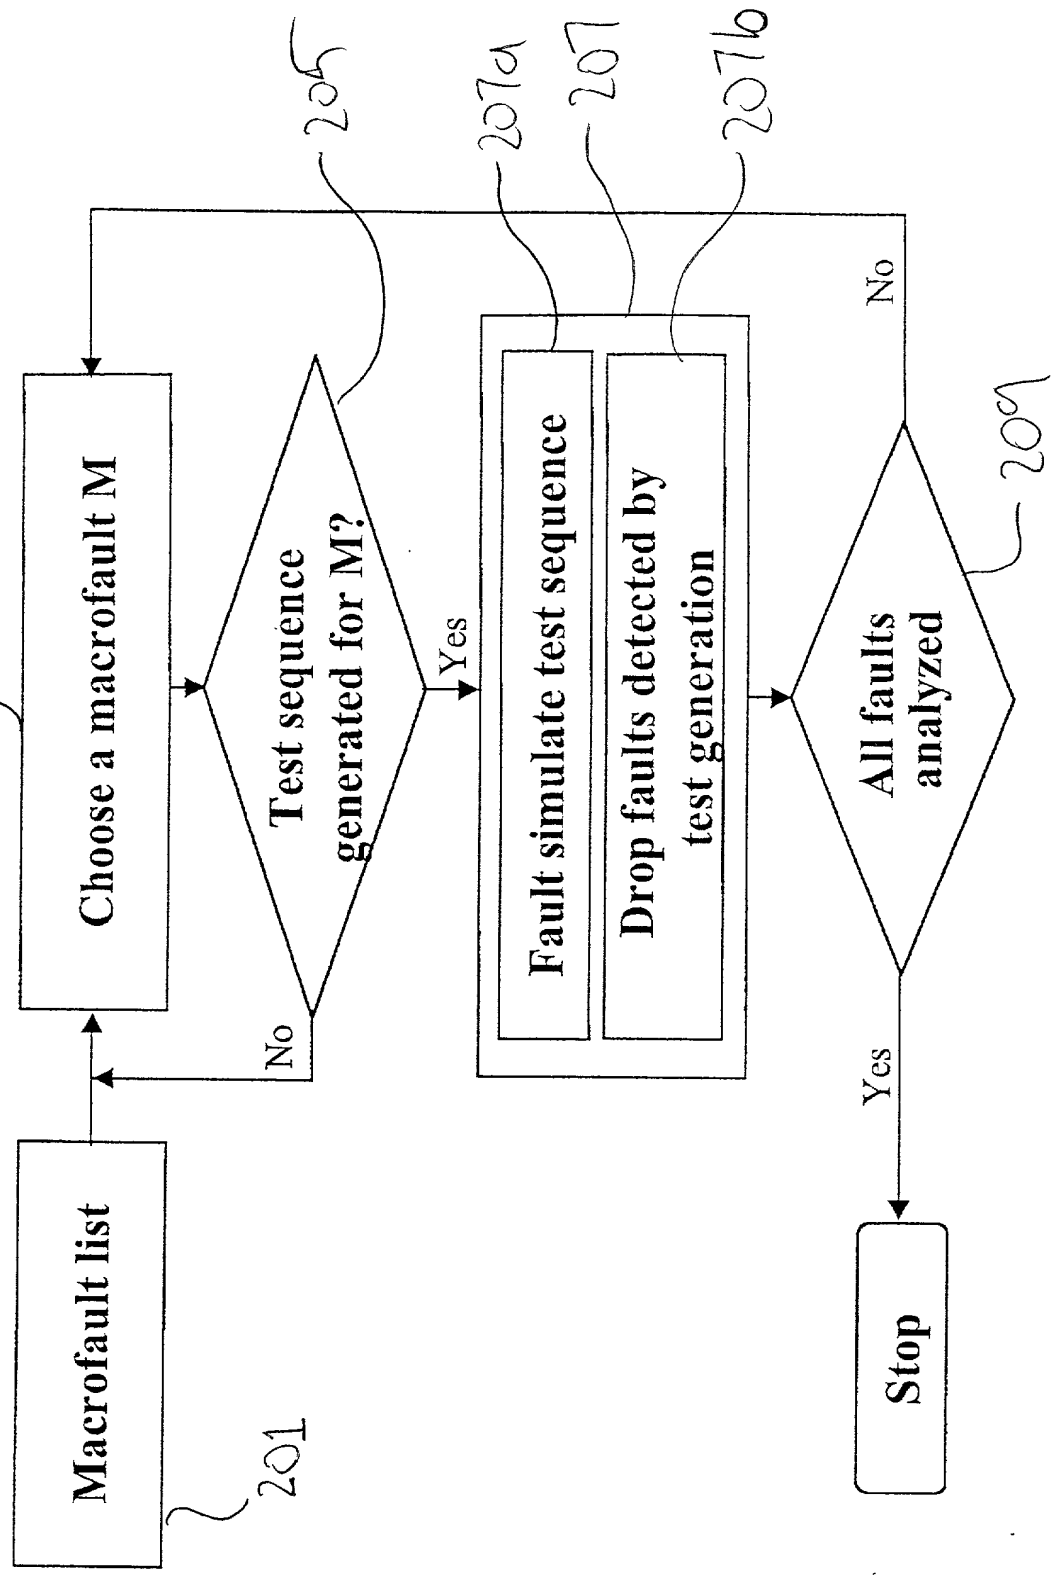 Macrofault list
201
Choose a macrofault M
Test sequence
generated for M?
205
No
Yes
Fault simulate test sequence
207a
207
Drop faults detected by
test generation
207b
All faults
analyzed
209
No
Yes
Stop